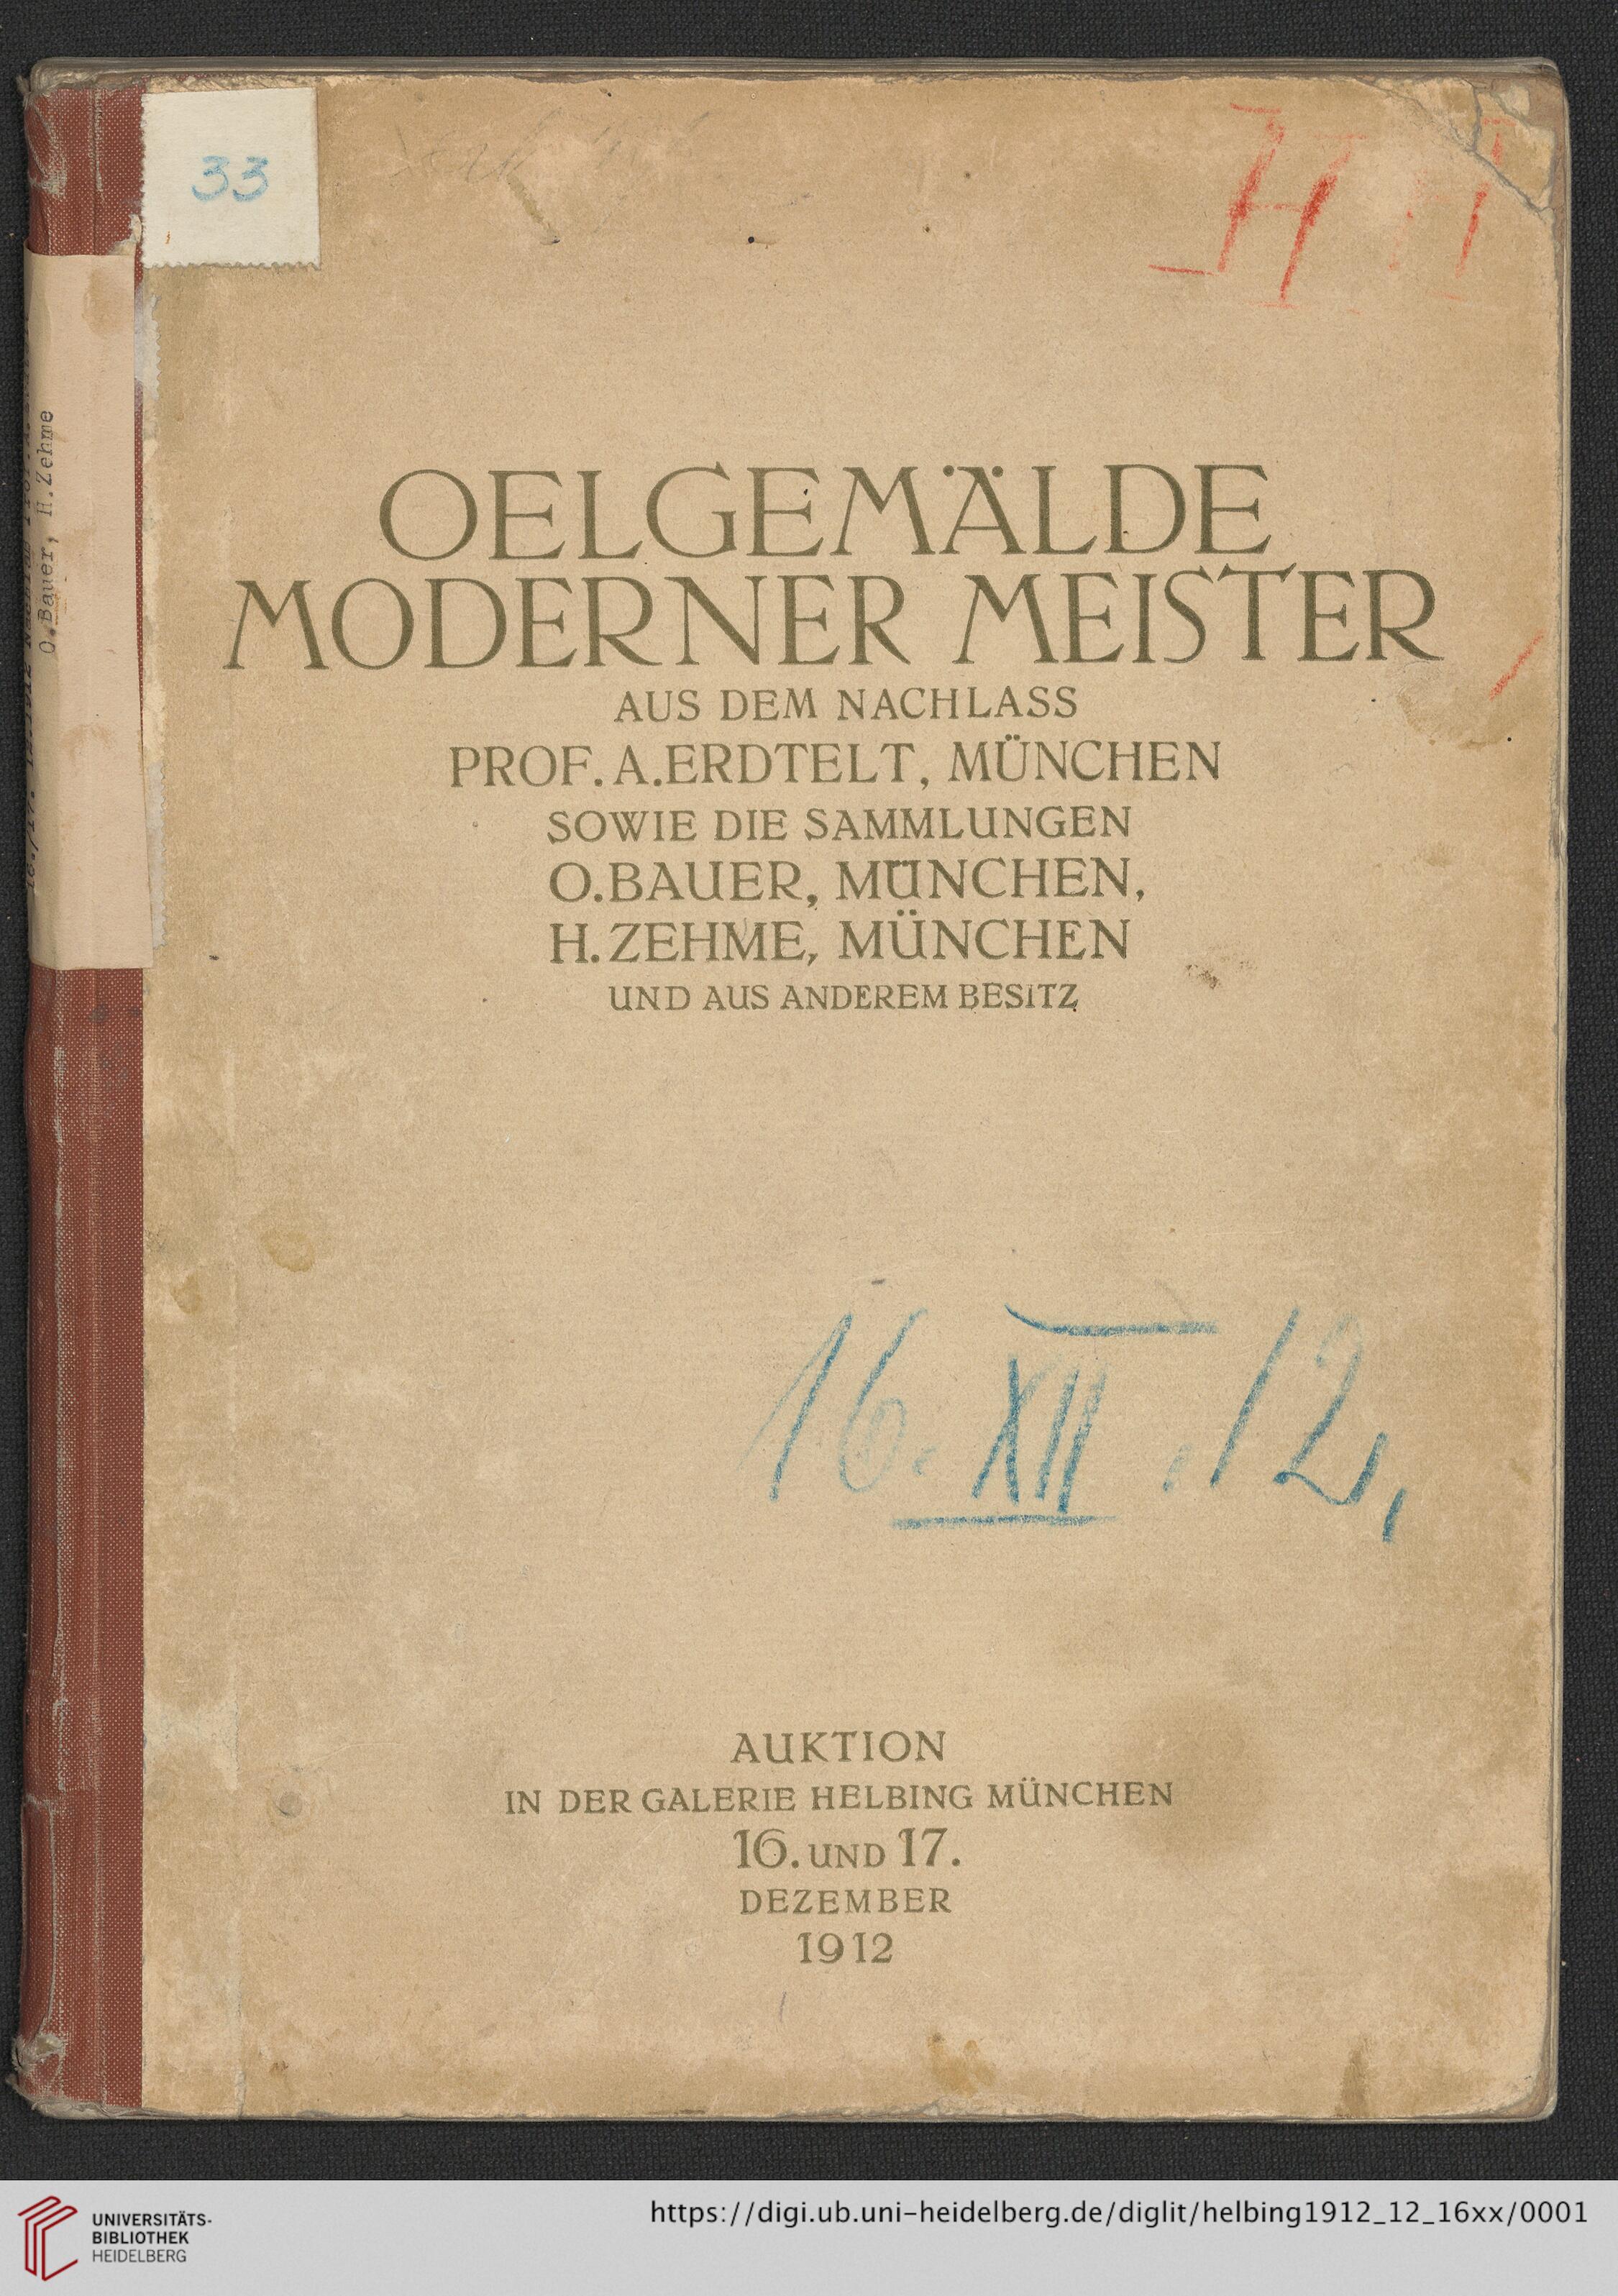 33
O.Bauer, H.Zehme
OELGEMÄLDE
MODERNER MEISTER
AUS DEM NACHLASS
PROF. A. ERDTELT, MÜNCHEN
SOWIE DIE SAMMLUNGEN
O. BAUER, MÜNCHEN,
H. ZEHME, MÜNCHEN
UND AUS ANDEREM BESITZ
16. XII. 12.
AUKTION
IN DER GALERIE HELBING MÜNCHEN
16. UND 17.
DEZEMBER
1912
UNIVERSITÄTS-
BIBLIOTHEK
HEIDELBERG
https://digi.ub.uni-heidelberg.de/diglit/helbing1912_12_16xx/0001